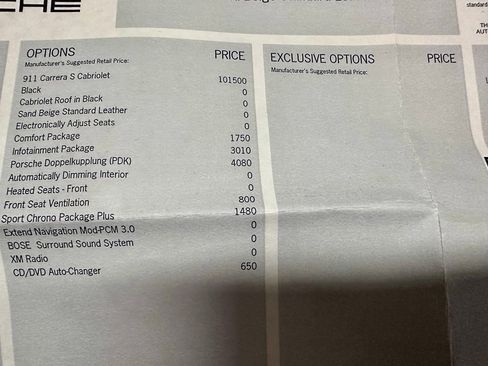 standard
TH
AUT
OPTIONS PRICE
Manufacturer's Suggested Retail Price:
911 Carrera S Cabriolet 101500
Black 0
Cabriolet Roof in Black 0
Sand Beige Standard Leather 0
Electronically Adjust Seats 0
Comfort Package 1750
Infotainment Package 3010
Porsche Doppelkupplung (PDK) 4080
Automatically Dimming Interior 0
Heated Seats - Front 0
Front Seat Ventilation 800
Sport Chrono Package Plus 1480
Extend Navigation Mod-PCM 3.0 0
BOSE Surround Sound System 0
XM Radio 0
CD/DVD Auto-Changer 650
EXCLUSIVE OPTIONS PRICE
Manufacturer's Suggested Retail Price: